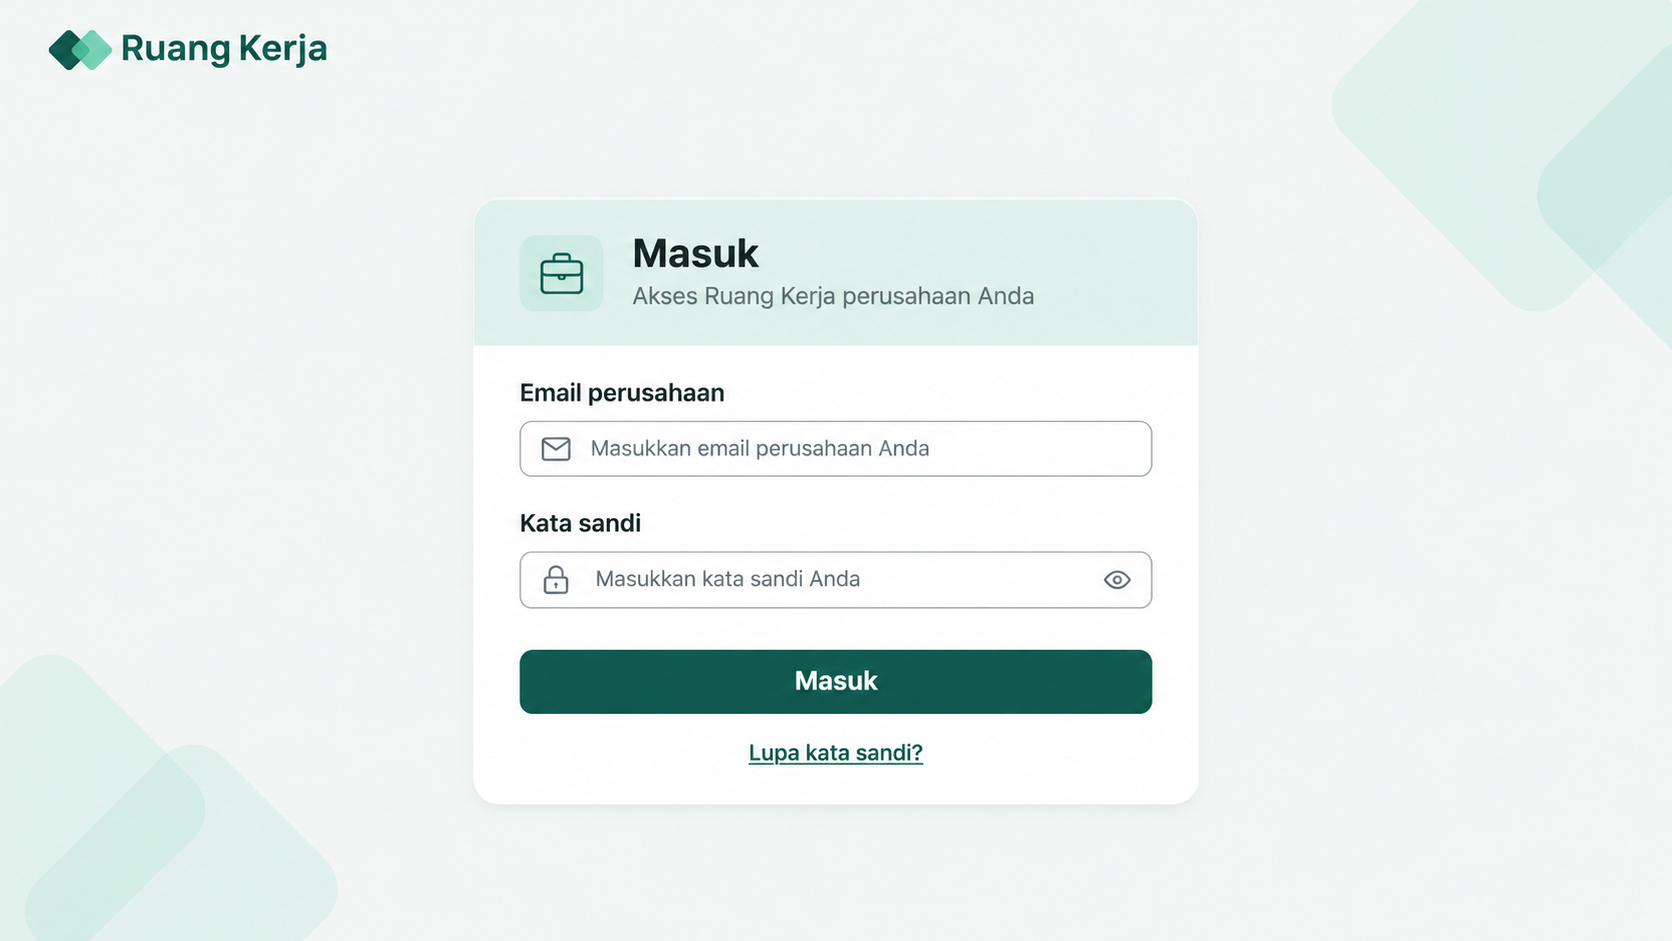 Ruang Kerja
Masuk
Akses Ruang Kerja perusahaan Anda
Email perusahaan
Masukkan email perusahaan Anda
Kata sandi
Masukkan kata sandi Anda
Masuk
Lupa kata sandi?